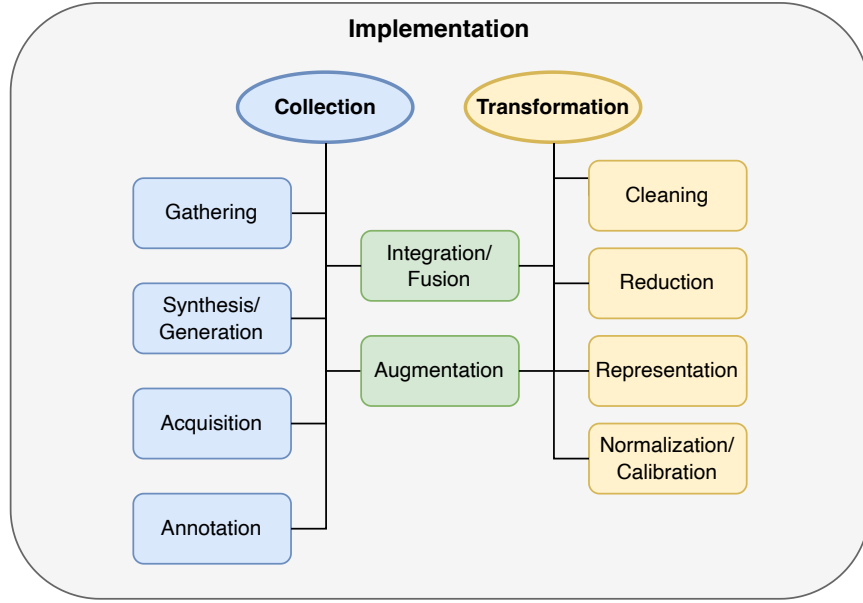 Implementation
Collection
Transformation
Gathering
Synthesis/
Generation
Acquisition
Annotation
Integration/
Fusion
Augmentation
Cleaning
Reduction
Representation
Normalization/
Calibration